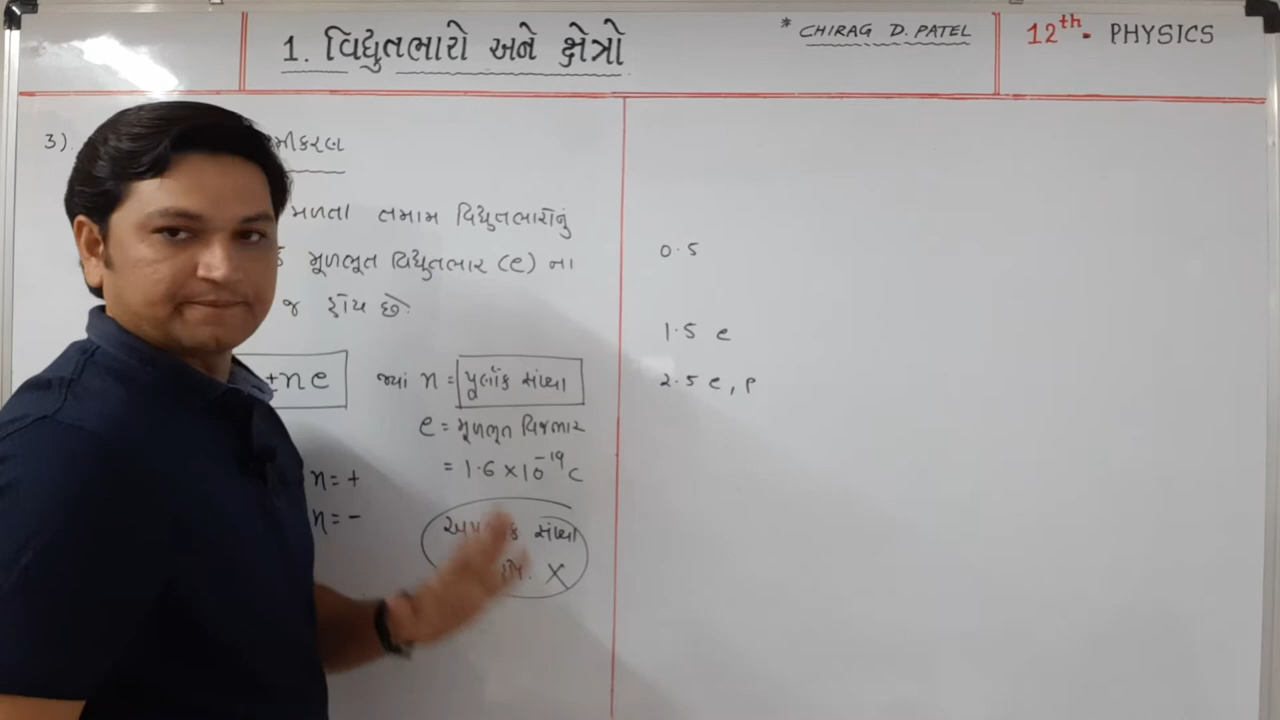 1. વિદ્યુતભારો અને ક્ષેત્રો
* CHIRAG D. PATEL
12th. PHYSICS
3).
મળતા તમામ વિદ્યુતભારોનું
મૂળભૂત વિદ્યુતભાર (e) ના
જ હોય છે.
±ne
જ્યાં n = પૂર્ણાંક સંખ્યા
e = મૂળભૂત વિજભાર
= 1.6 × 10⁻¹⁹ C
n = +
n = -
સંખ્યા
X
0.5
1.5 e
2.5 e, p